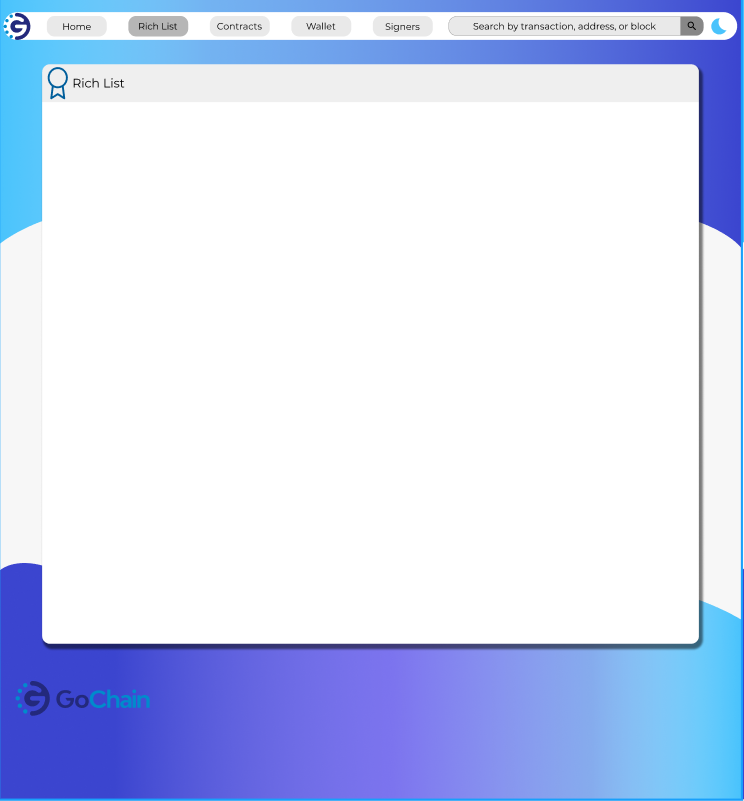 Home
Rich List
Contracts
Wallet
Signers
Search by transaction, address, or block
Rich List
GoChain